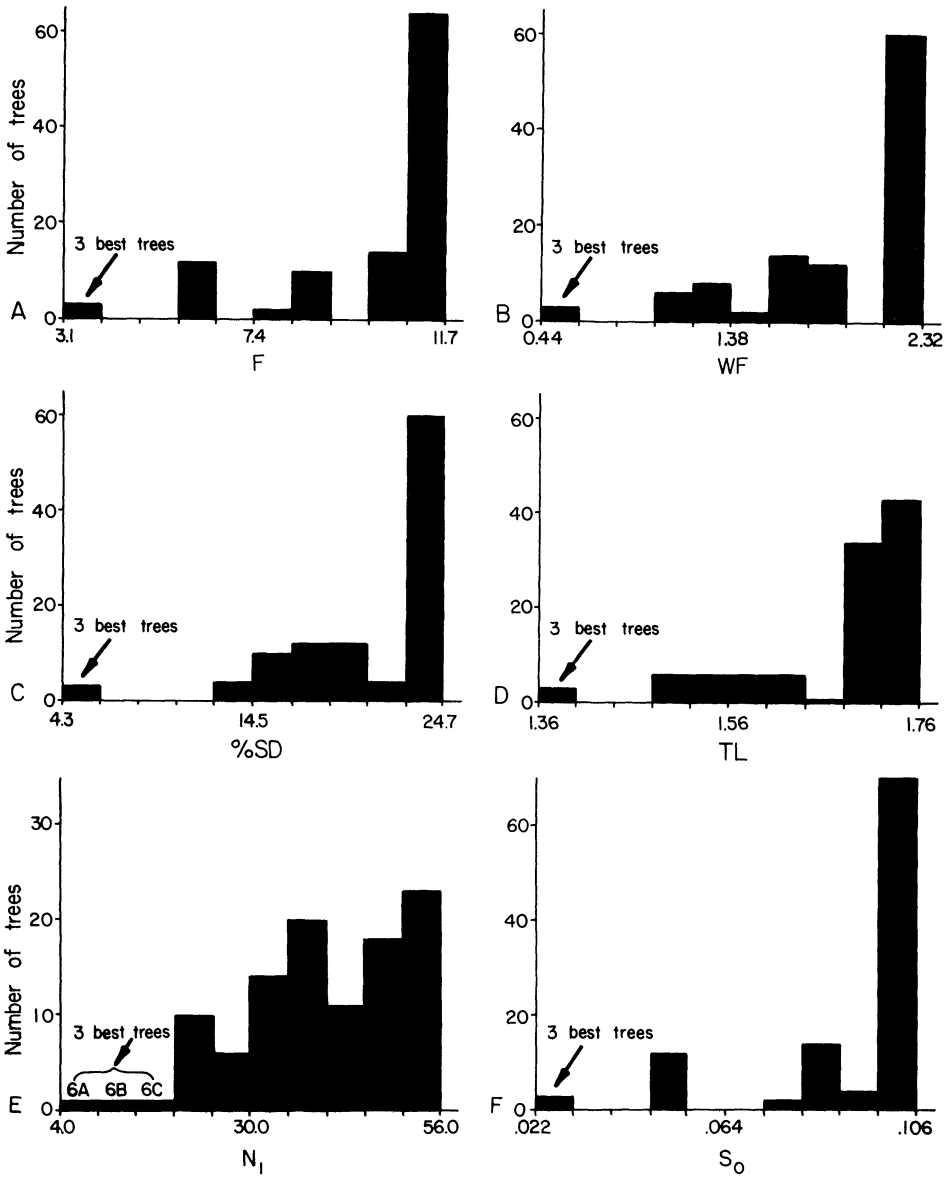 Number of trees
60
40
20
0
3 best trees
A
3.1 7.4 11.7
F
60
40
20
0
3 best trees
B
0.44 1.38 2.32
WF
Number of trees
60
40
20
0
3 best trees
C
4.3 14.5 24.7
%SD
60
40
20
0
3 best trees
D
1.36 1.56 1.76
TL
Number of trees
30
20
10
0
3 best trees
6A 6B 6C
E
4.0 30.0 56.0
N1
60
40
20
0
3 best trees
F
.022 .064 .106
S0